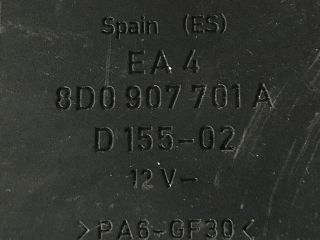 Spain (ES)
EA 4
8D0 907 701 A
D 155-02
12 V-
>PA6-GF30<